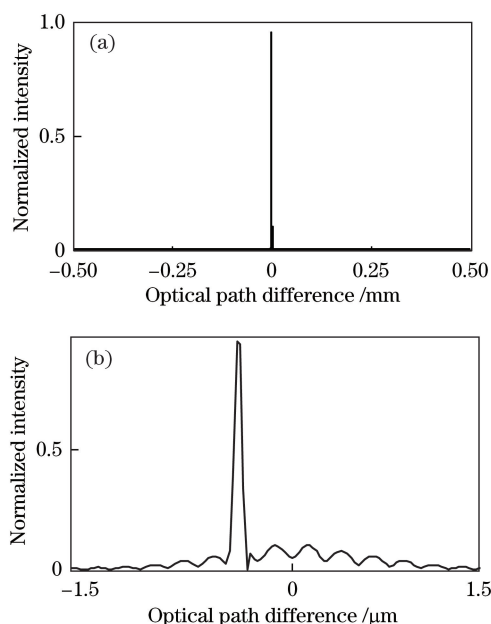 1.0
(a)
Normalized intensity
0.5
0
−0.50 −0.25 0 0.25 0.50
Optical path difference /mm
(b)
Normalized intensity
0.5
0
−1.5 0 1.5
Optical path difference /μm